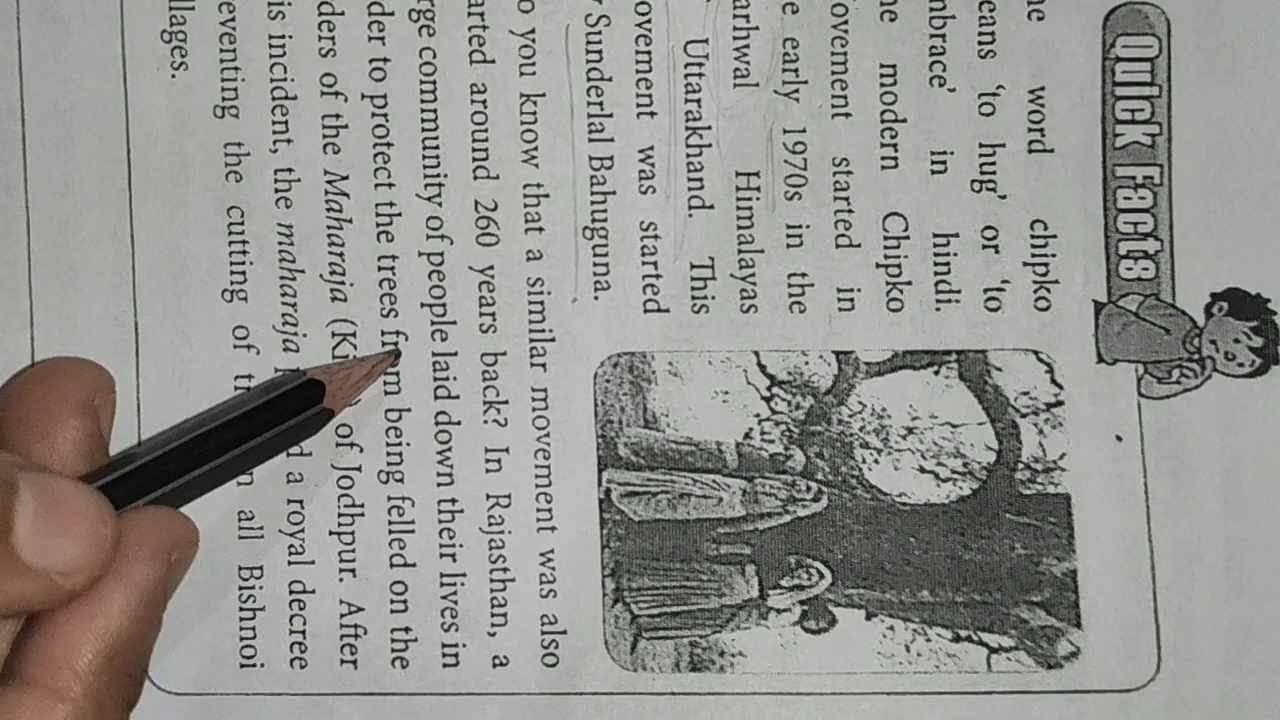 Quick Facts
he word chipko
eans 'to hug' or 'to
nbrace' in hindi.
he modern Chipko
ovement started in
e early 1970s in the
arhwal Himalayas
Uttarakhand. This
ovement was started
Sunderlal Bahuguna.
o you know that a similar movement was also
arted around 260 years back? In Rajasthan, a
rge community of people laid down their lives in
der to protect the trees from being felled on the
ders of the Maharaja of Jodhpur. After
is incident, the maharaja a royal decree
eventing the cutting of all Bishnoi
llages.